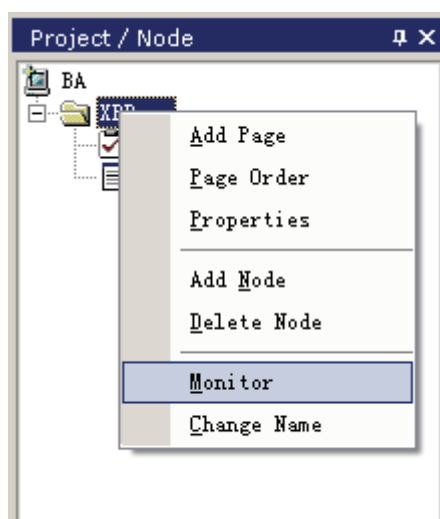 Project / Node
BA
Add Page
Page Order
Properties
Add Node
Delete Node
Monitor
Change Name